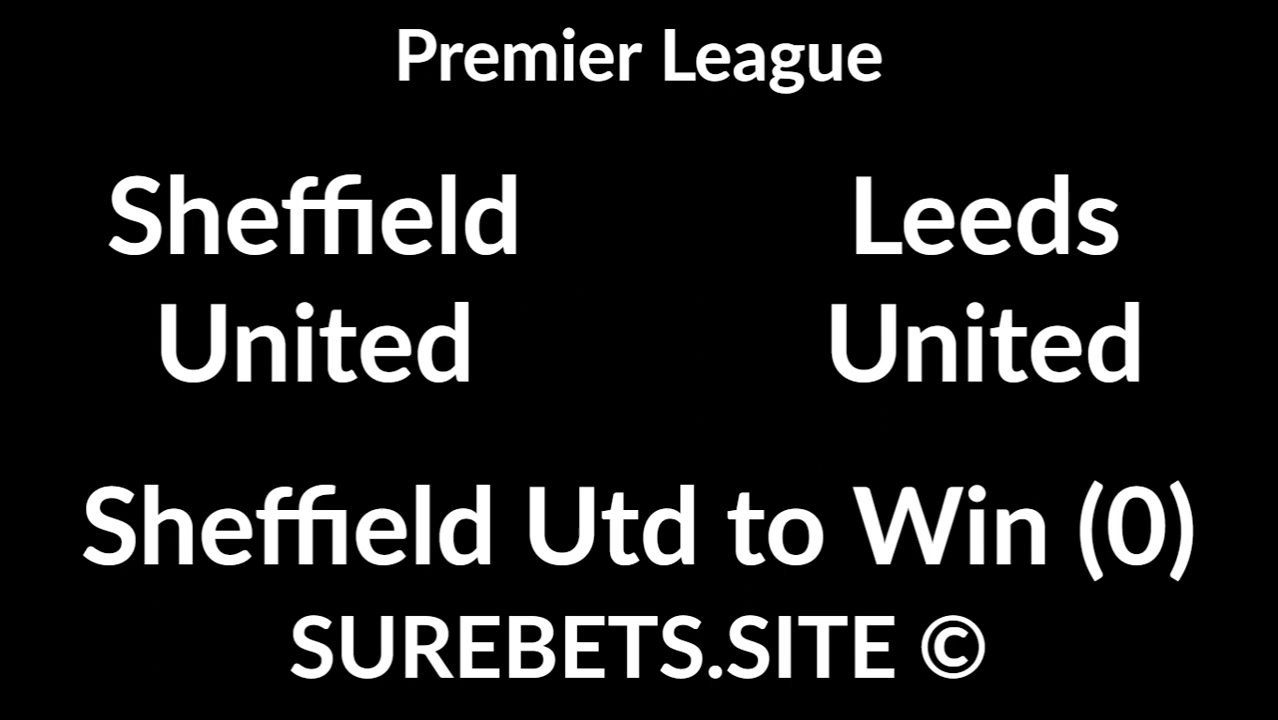 Premier League
Sheffield
United
Leeds
United
Sheffield Utd to Win (0)
SUREBETS.SITE ©